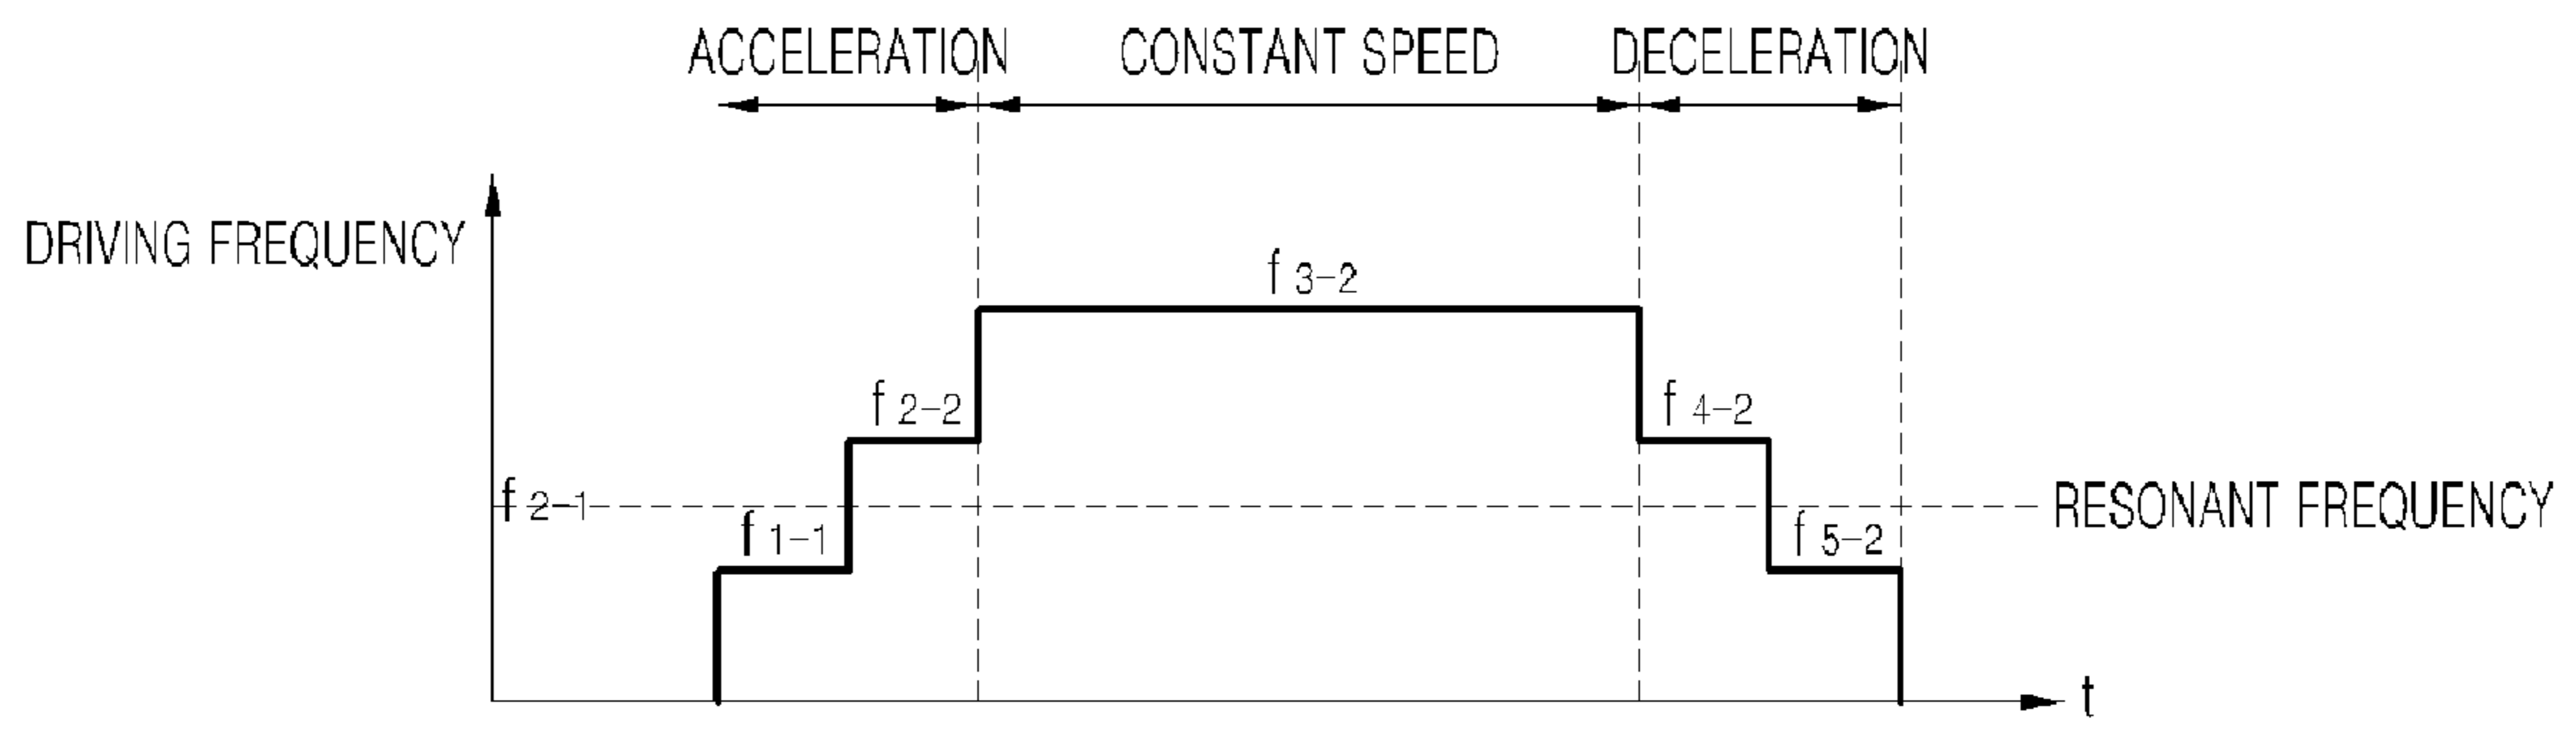 ACCELERATION CONSTANT SPEED DECELERATION
DRIVING FREQUENCY
f 3-2
f 2-2 f 4-2
f 2-1 RESONANT FREQUENCY
f 1-1 f 5-2
t